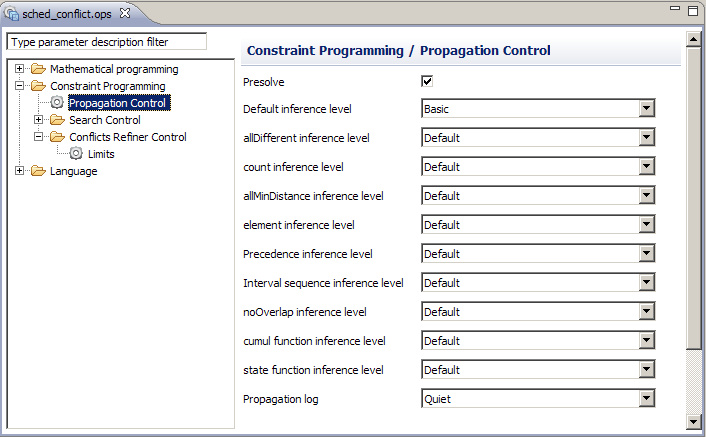 sched_conflict.ops
Type parameter description filter
Mathematical programming
Constraint Programming
Propagation Control
Search Control
Conflicts Refiner Control
Limits
Language
Constraint Programming / Propagation Control
Presolve
Default inference level Basic
allDifferent inference level Default
count inference level Default
allMinDistance inference level Default
element inference level Default
Precedence inference level Default
Interval sequence inference level Default
noOverlap inference level Default
cumul function inference level Default
state function inference level Default
Propagation log Quiet